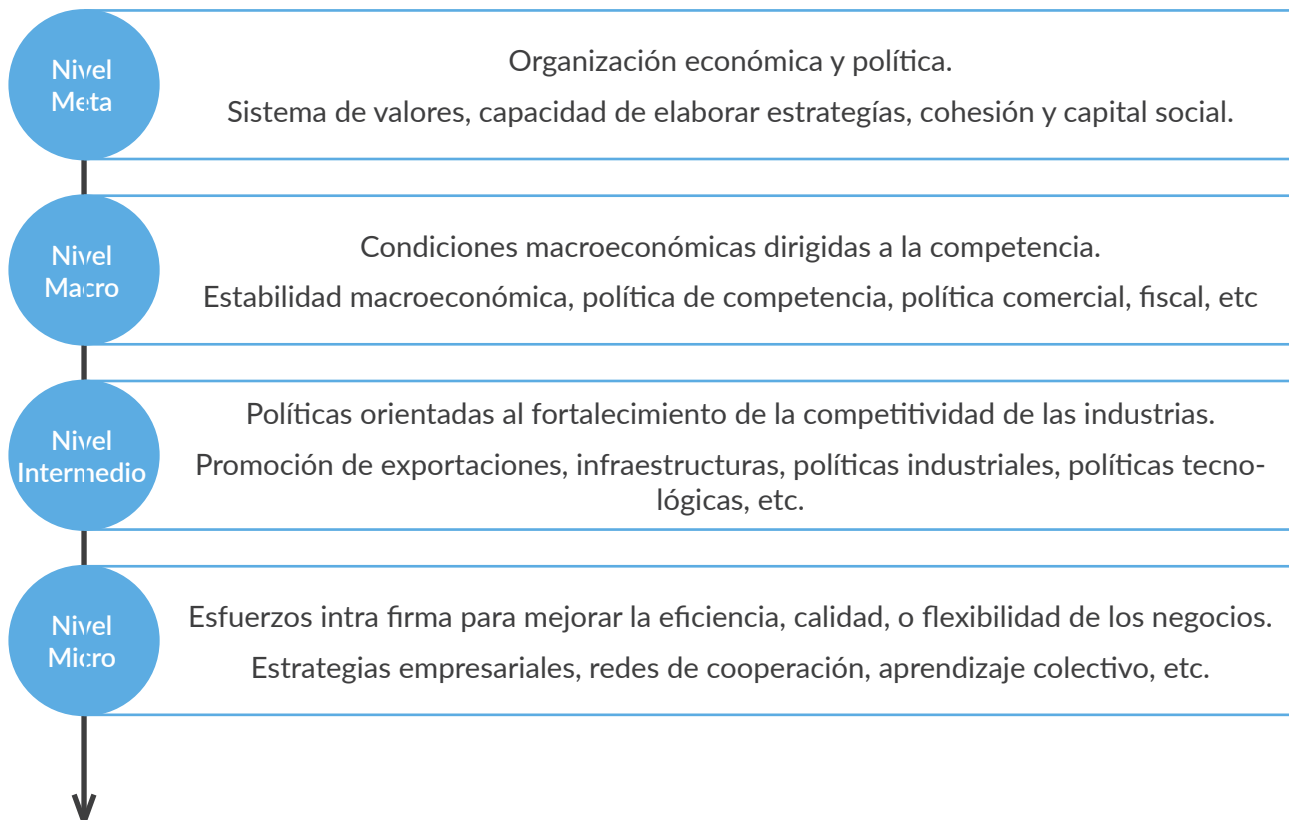 Nivel
Meta
Organización económica y política.
Sistema de valores, capacidad de elaborar estrategías, cohesión y capital social.
Nivel
Macro
Condiciones macroeconómicas dirigidas a la competencia.
Estabilidad macroeconómica, política de competencia, política comercial, fiscal, etc
Nivel
Intermedio
Políticas orientadas al fortalecimiento de la competitividad de las industrias.
Promoción de exportaciones, infraestructuras, políticas industriales, políticas tecno-
lógicas, etc.
Nivel
Micro
Esfuerzos intra firma para mejorar la eficiencia, calidad, o flexibilidad de los negocios.
Estrategias empresariales, redes de cooperación, aprendizaje colectivo, etc.